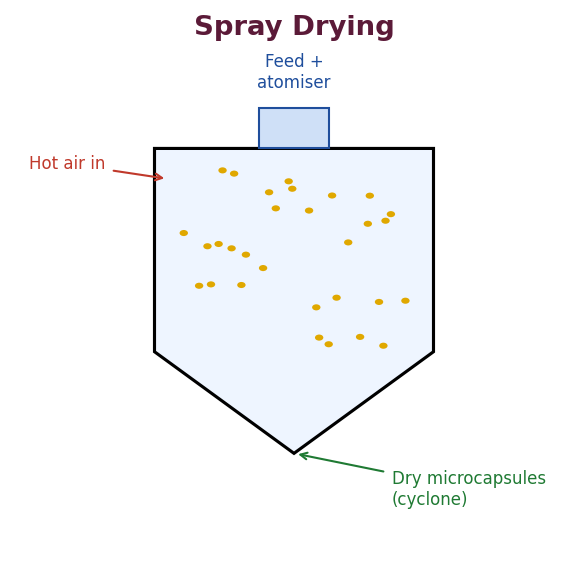 Spray Drying
Feed +
atomiser
Hot air in
Dry microcapsules
(cyclone)